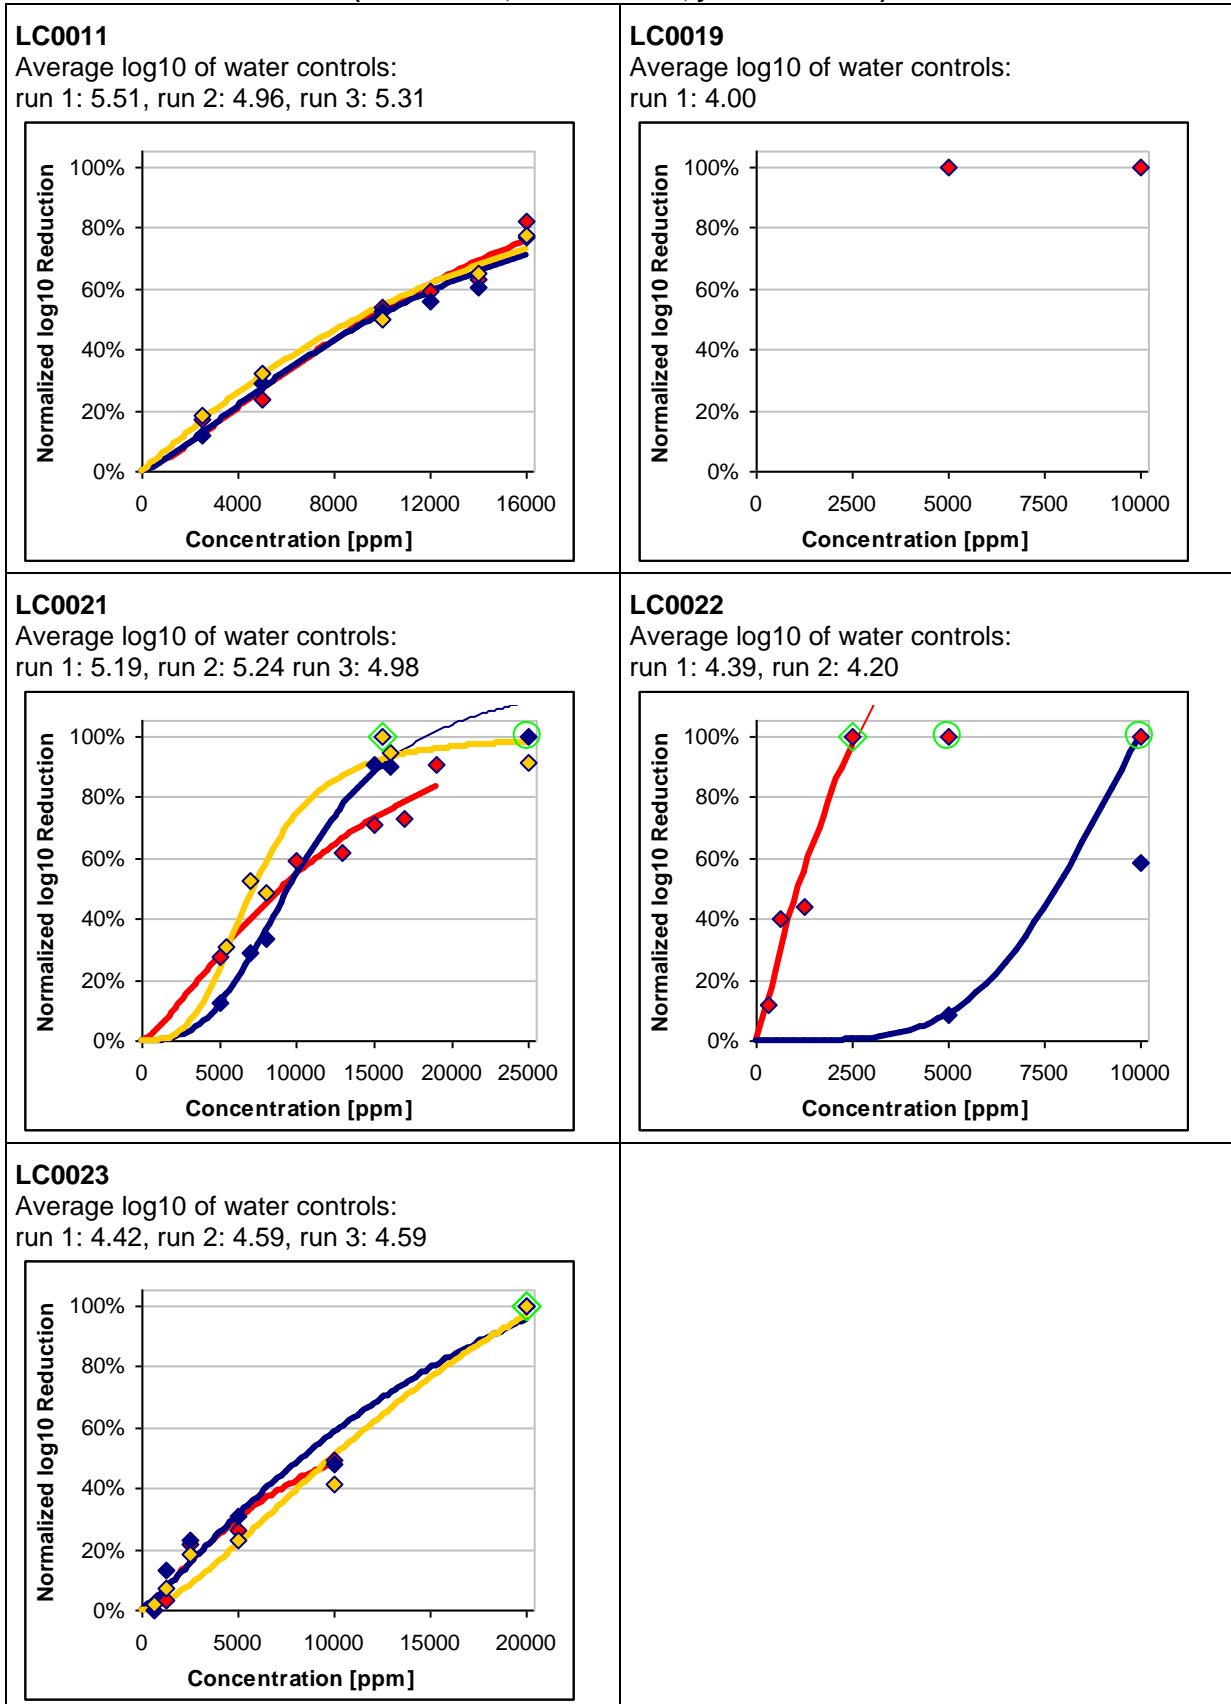 LC0011
Average log10 of water controls:
run 1: 5.51, run 2: 4.96, run 3: 5.31
Normalized log10 Reduction
100%
80%
60%
40%
20%
0%
0 4000 8000 12000 16000
Concentration [ppm]
LC0019
Average log10 of water controls:
run 1: 4.00
Normalized log10 Reduction
100%
80%
60%
40%
20%
0%
0 2500 5000 7500 10000
Concentration [ppm]
LC0021
Average log10 of water controls:
run 1: 5.19, run 2: 5.24 run 3: 4.98
Normalized log10 Reduction
100%
80%
60%
40%
20%
0%
0 5000 10000 15000 20000 25000
Concentration [ppm]
LC0022
Average log10 of water controls:
run 1: 4.39, run 2: 4.20
Normalized log10 Reduction
100%
80%
60%
40%
20%
0%
0 2500 5000 7500 10000
Concentration [ppm]
LC0023
Average log10 of water controls:
run 1: 4.42, run 2: 4.59, run 3: 4.59
Normalized log10 Reduction
100%
80%
60%
40%
20%
0%
0 5000 10000 15000 20000
Concentration [ppm]